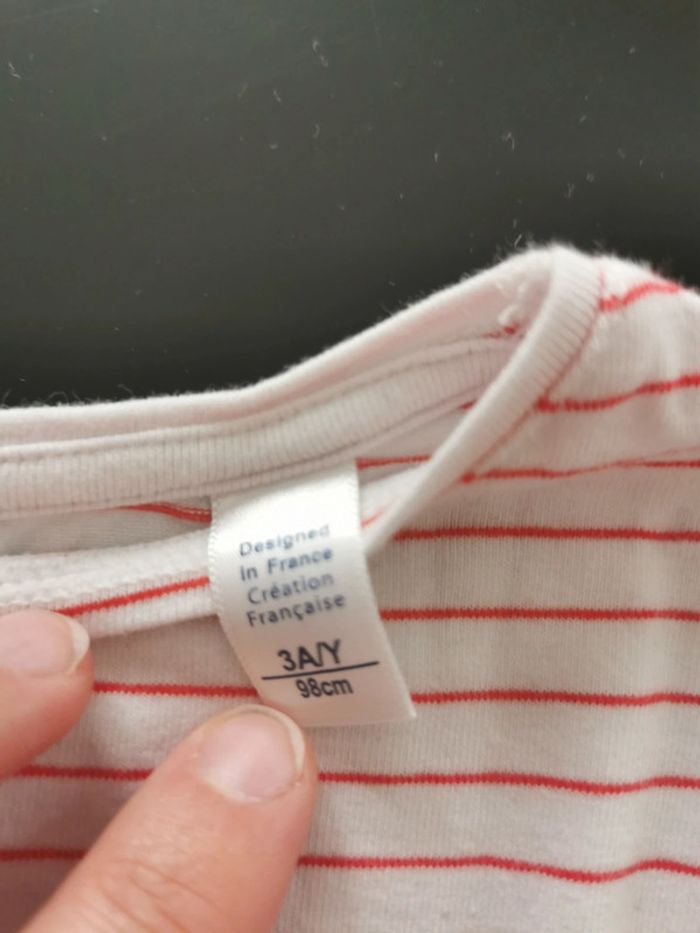 Designed
In France
Création
Française
3A/Y
98cm